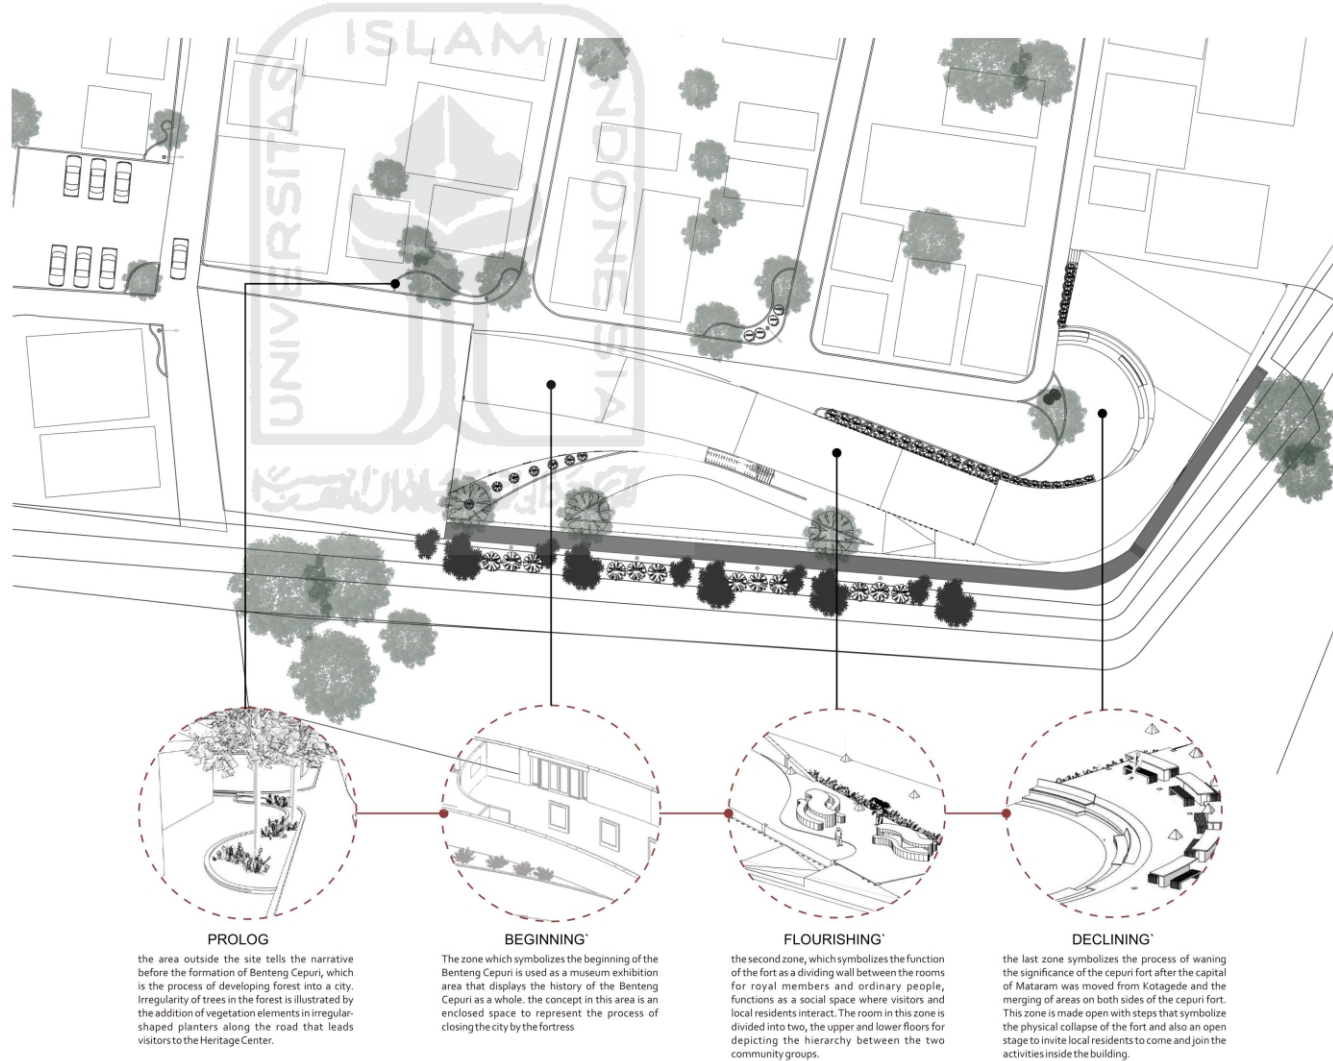 ISLAM
UNIVERSITAS
INDONESIA
PROLOG
the area outside the site tells the narrative
before the formation of Benteng Cepuri, which
is the process of developing forest into a city.
Irregularity of trees in the forest is illustrated by
the addition of vegetation elements in irregular-
shaped planters along the road that leads
visitors to the Heritage Center.
BEGINNING`
The zone which symbolizes the beginning of the
Benteng Cepuri is used as a museum exhibition
area that displays the history of the Benteng
Cepuri as a whole. the concept in this area is an
enclosed space to represent the process of
closing the city by the fortress
FLOURISHING`
the second zone, which symbolizes the function
of the fort as a dividing wall between the rooms
for royal members and ordinary people,
functions as a social space where visitors and
local residents interact. The room in this zone is
divided into two, the upper and lower floors for
depicting the hierarchy between the two
community groups.
DECLINING`
the last zone symbolizes the process of waning
the significance of the cepuri fort after the capital
of Mataram was moved from Kotagede and the
merging of areas on both sides of the cepuri fort.
This zone is made open with steps that symbolize
the physical collapse of the fort and also an open
stage to invite local residents to come and join the
activities inside the building.